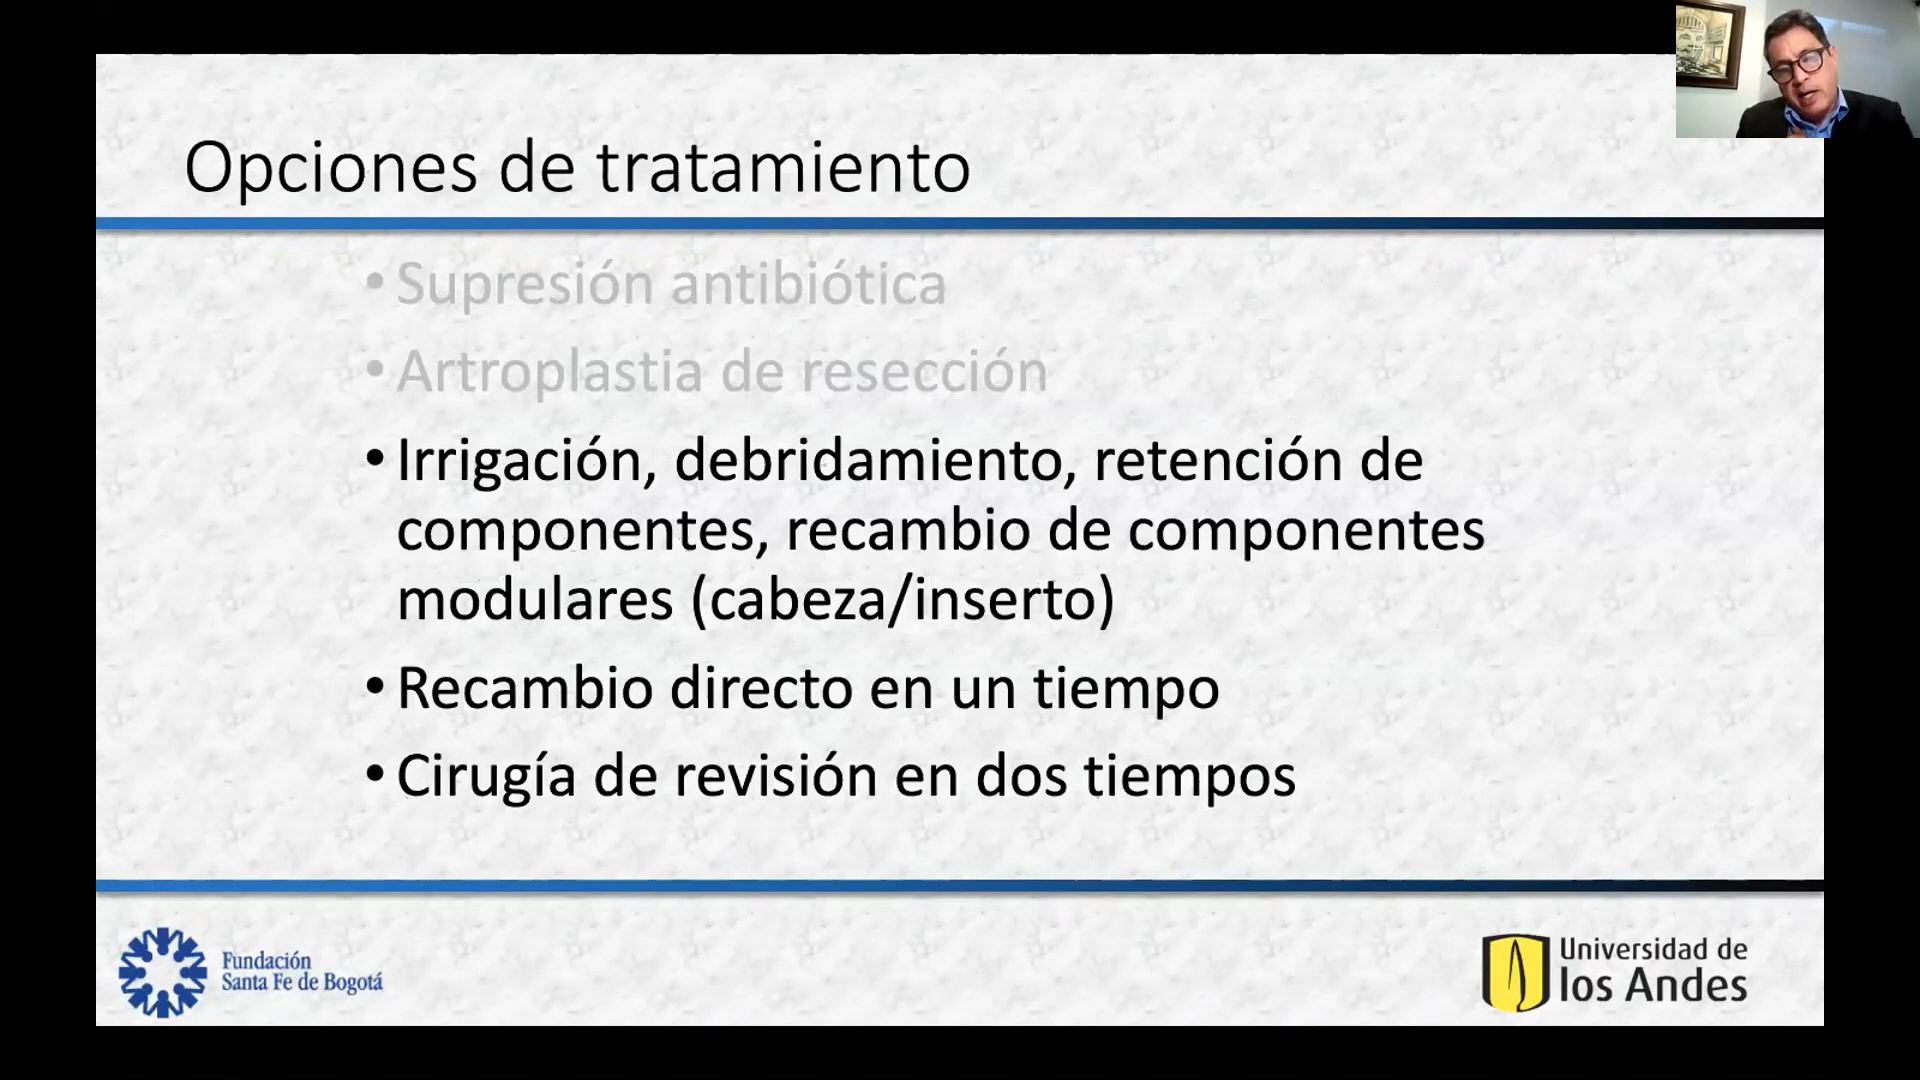 Opciones de tratamiento
• Supresión antibiótica
• Artroplastia de resección
• Irrigación, debridamiento, retención de
componentes, recambio de componentes
modulares (cabeza/inserto)
• Recambio directo en un tiempo
• Cirugía de revisión en dos tiempos
Fundación
Santa Fe de Bogotá
Universidad de
los Andes